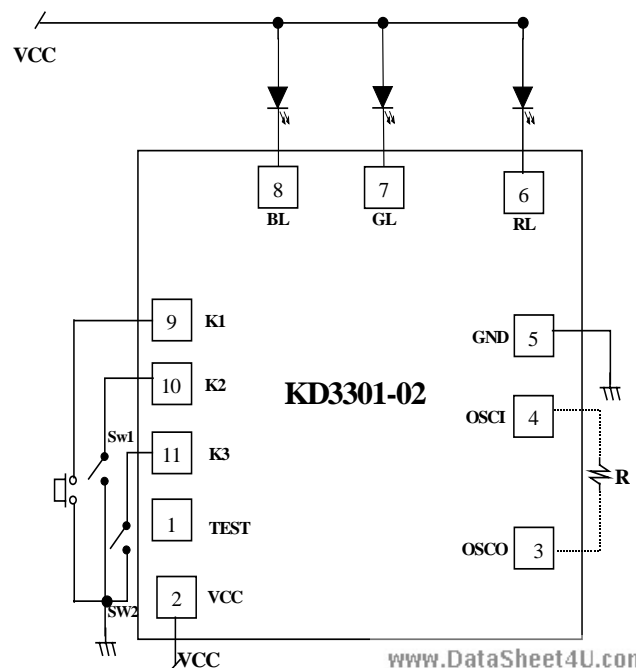 VCC
8
7
6
BL
GL
RL
9
K1
GND
5
10
K2
KD3301-02
OSCI
4
Sw1
11
K3
R
1
TEST
OSCO
3
SW2
2
VCC
VCC
www.DataSheet4U.com